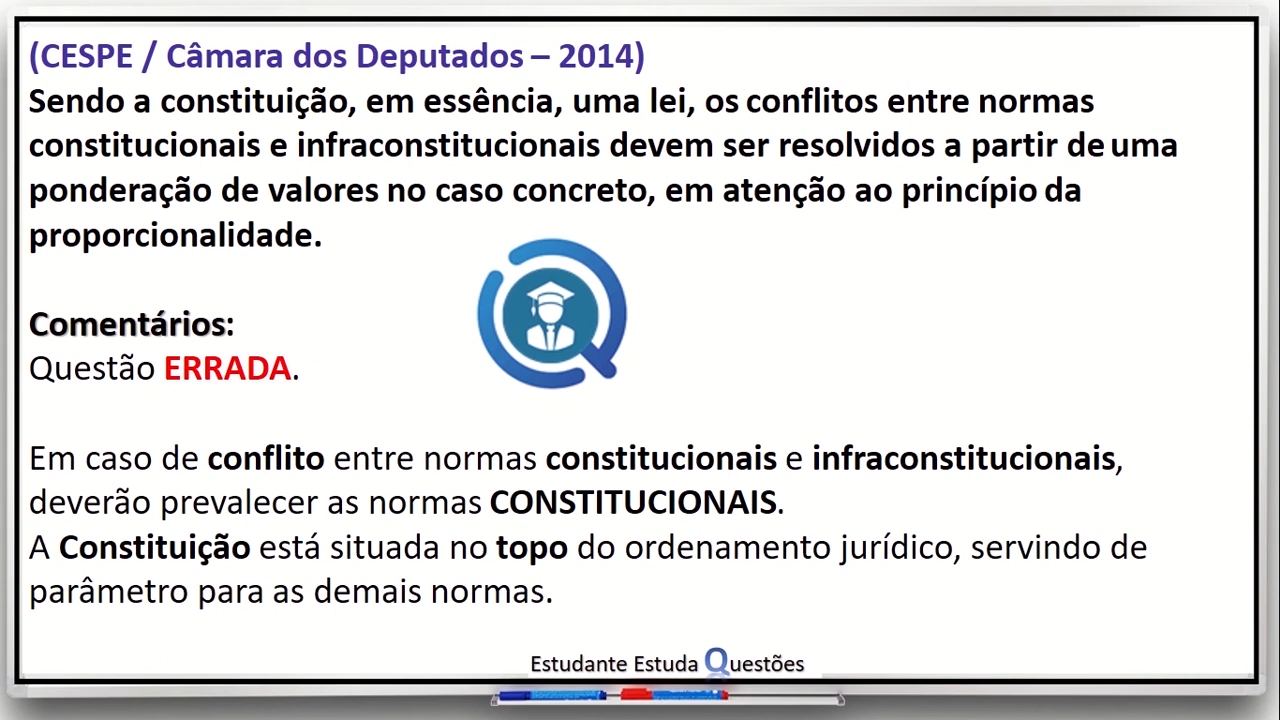 (CESPE / Câmara dos Deputados – 2014)
Sendo a constituição, em essência, uma lei, os conflitos entre normas
constitucionais e infraconstitucionais devem ser resolvidos a partir de uma
ponderação de valores no caso concreto, em atenção ao princípio da
proporcionalidade.
Comentários:
Questão ERRADA.
Em caso de conflito entre normas constitucionais e infraconstitucionais,
deverão prevalecer as normas CONSTITUCIONAIS.
A Constituição está situada no topo do ordenamento jurídico, servindo de
parâmetro para as demais normas.
Estudante Estuda Questões